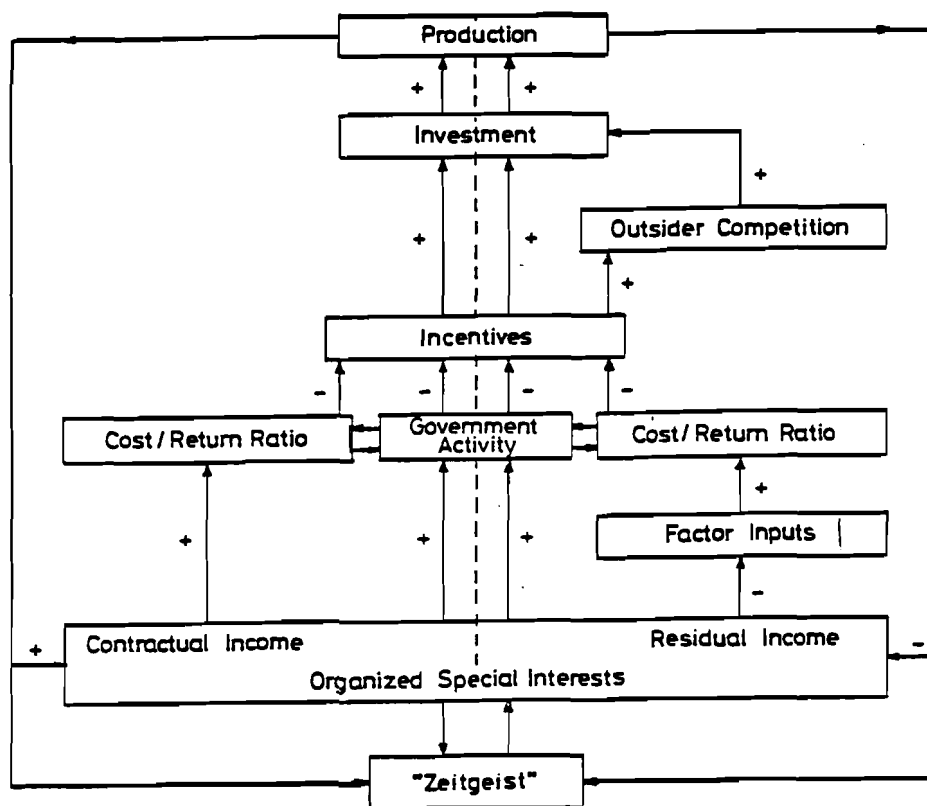 Production
+ +
Investment
+
Outsider Competition
+ +
+
Incentives
- - - -
Cost/Return Ratio
Government
Activity
Cost/Return Ratio
+
Factor Inputs
+ + +
-
Contractual Income
Residual Income
+
-
Organized Special Interests
"Zeitgeist"